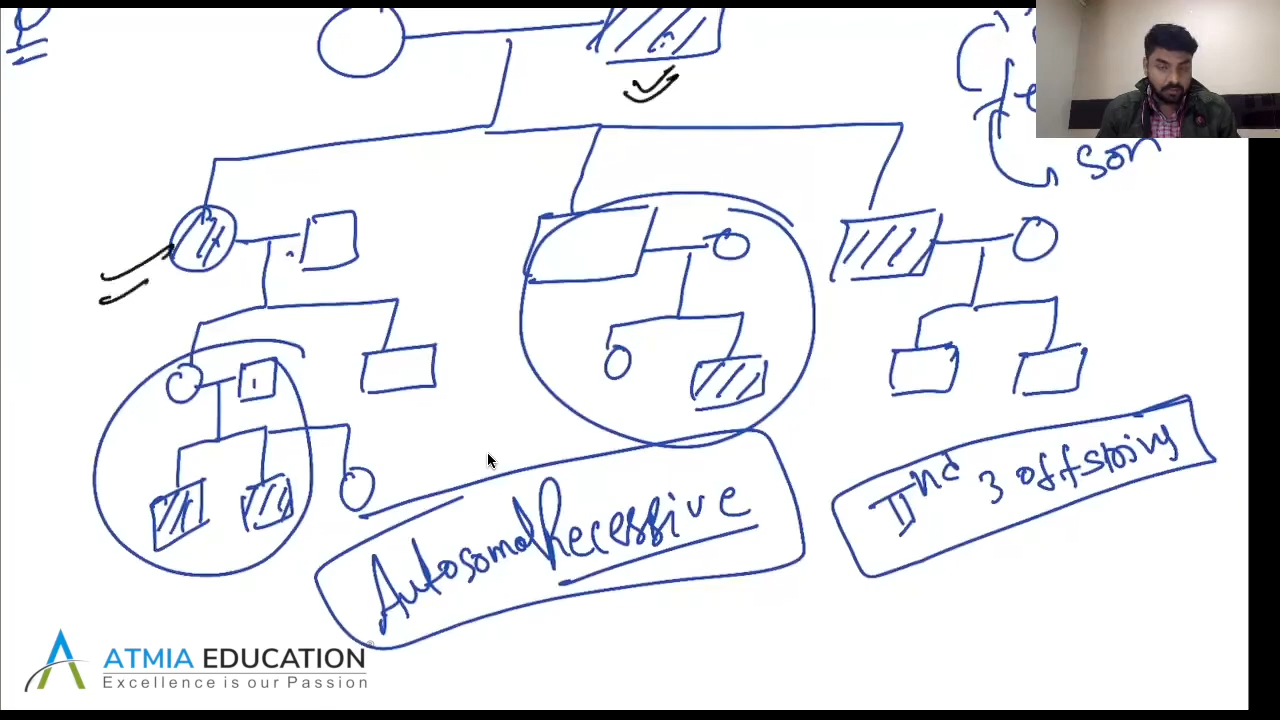 son
IInd 3 offspring
Autosomal Recessive
ATMIA EDUCATION
Excellence is our Passion